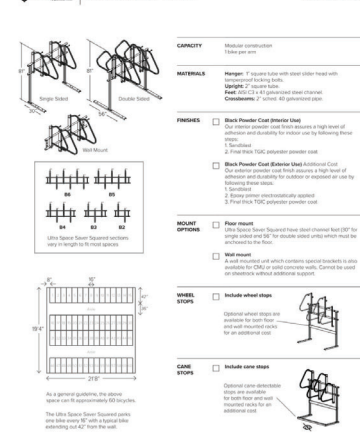 CAPACITY
Modular construction
1 bike per arm
MATERIALS
Hanger: 1" square tube with steel slider head with
tamperproof locking bolts.
Upright: 2" square tube.
Feet: AISI C3 x 4.1 galvanized steel channel
Crossbeams: 2" sched. 40 galvanized pipe.
81"
81"
Single Sided
Double Sided
56"
Wall Mount
FINISHES
Black Powder Coat (Interior Use)
Our interior powder coat finish assures a high level of
adhesion and durability for indoor use by following these
steps:
1. Sandblast
2. Final thick TGIC polyester powder coat
Black Powder Coat (Exterior Use) Additional Cost
Our exterior powder coat finish assures a high level of
adhesion and durability for outdoor or exposed air use by
following these steps:
1. Sandblast
2. Epoxy primer electrostatically applied
3. Final thick TGIC polyester powder coat
B6
B5
B4
B3
B2
Ultra Space Saver Squared sections
vary in length to fit most spaces
MOUNT
OPTIONS
Floor mount
Ultra Space Saver Squared have steel channel feet (30" for
single sided and 56" for double sided units) which must be
anchored to the floor.
Wall mount
A wall mounted unit which contains special brackets is also
available for CMU or solid concrete walls. Cannot be used
on sheetrock without additional support.
WHEEL
STOPS
Include wheel stops
Optional wheel stops are
available for both floor
and wall mounted racks
for an additional cost
8"
16"
42"
18'4"
21'8"
As a general guideline, the above
space can fit approximately 60 bicycles.
The Ultra Space Saver Squared parks
one bike every 16" with a typical bike
extending out 42" from the wall.
CANE
STOPS
Include cane stops
Optional cane detectable
stops are available
for both floor and wall
mounted racks for an
additional cost